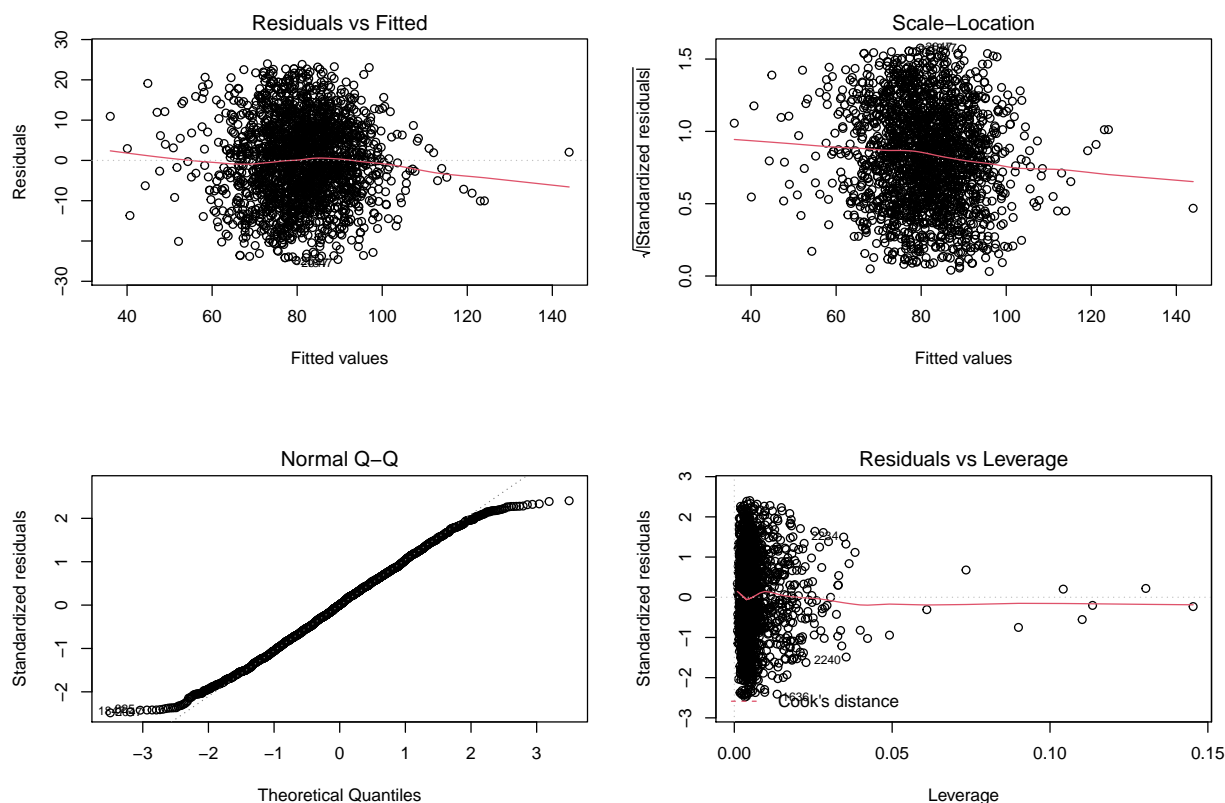 Residuals vs Fitted
Residuals
−30 −10 0 10 20 30
40 60 80 100 120 140
Fitted values
Scale−Location
√|Standardized residuals|
0.0 0.5 1.0 1.5
40 60 80 100 120 140
Fitted values
Normal Q−Q
Standardized residuals
−2 −1 0 1 2
−3 −2 −1 0 1 2 3
Theoretical Quantiles
Residuals vs Leverage
Standardized residuals
−3 −2 −1 0 1 2 3
2234
2240
1636
Cook's distance
0.00 0.05 0.10 0.15
Leverage